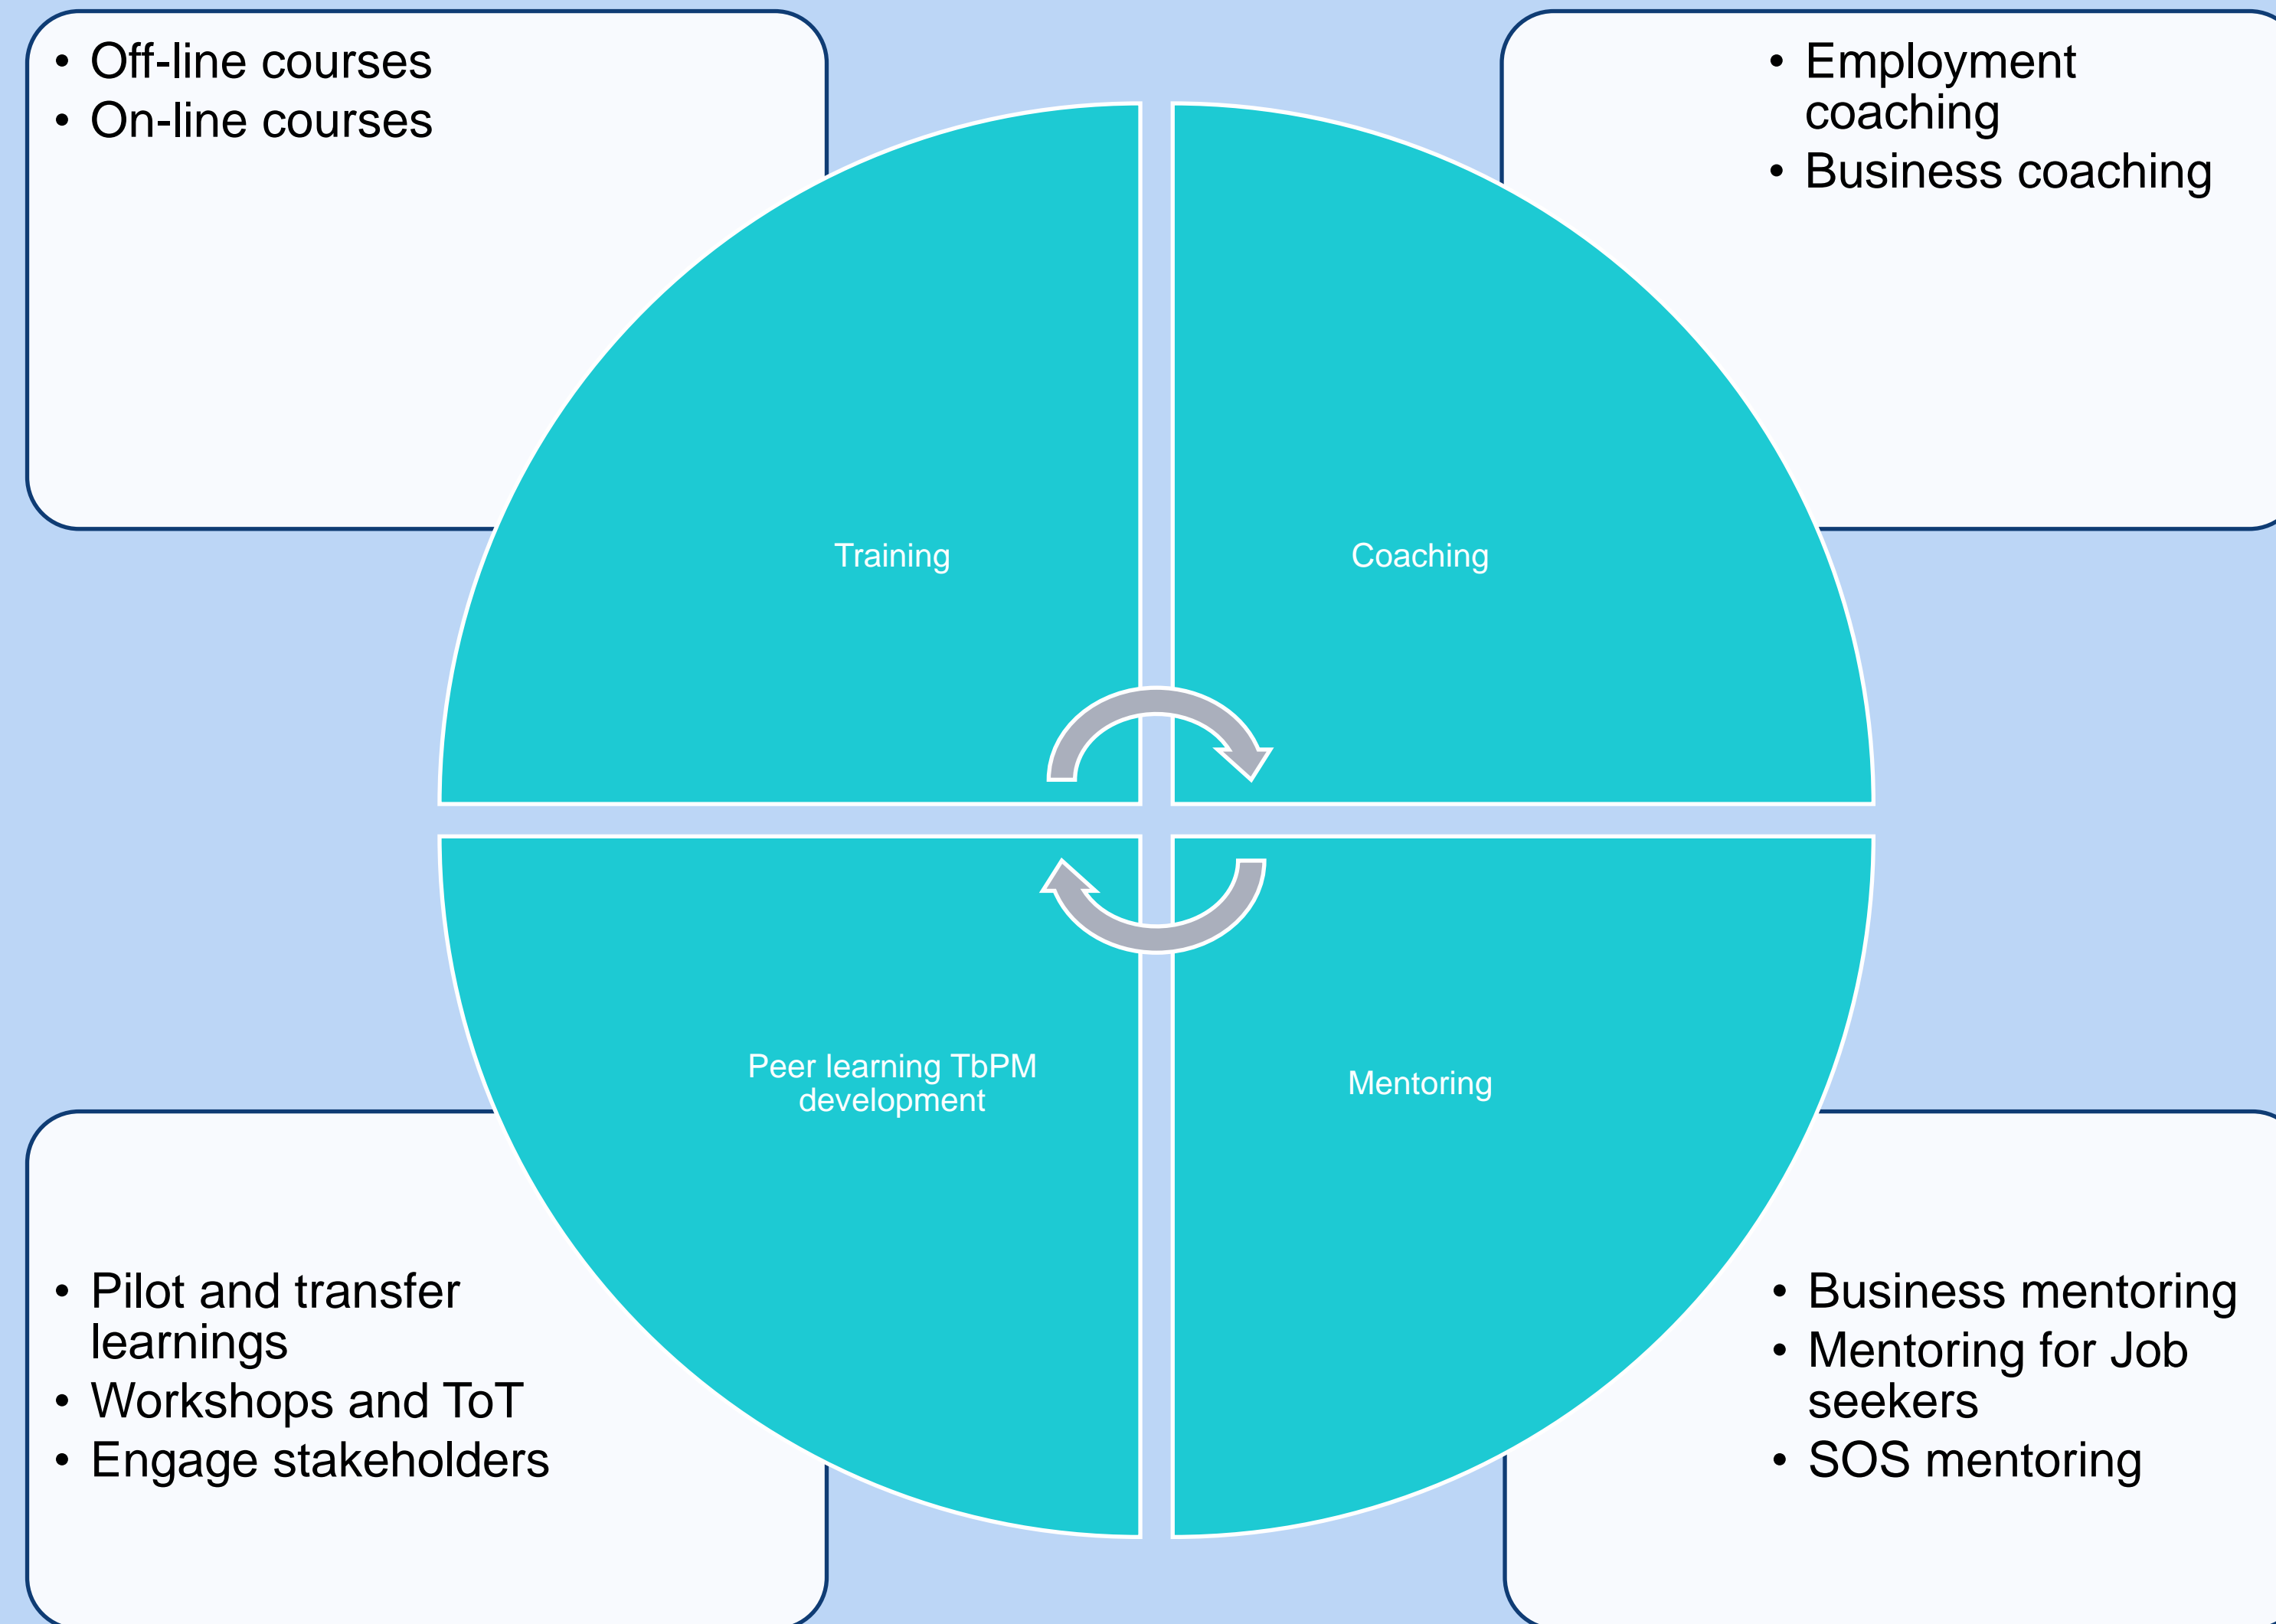 • Off-line courses
• On-line courses
• Employment
coaching
• Business coaching
Training
Coaching
Peer learning TbPM
development
Mentoring
• Pilot and transfer
learnings
• Workshops and ToT
• Engage stakeholders
• Business mentoring
• Mentoring for Job
seekers
• SOS mentoring